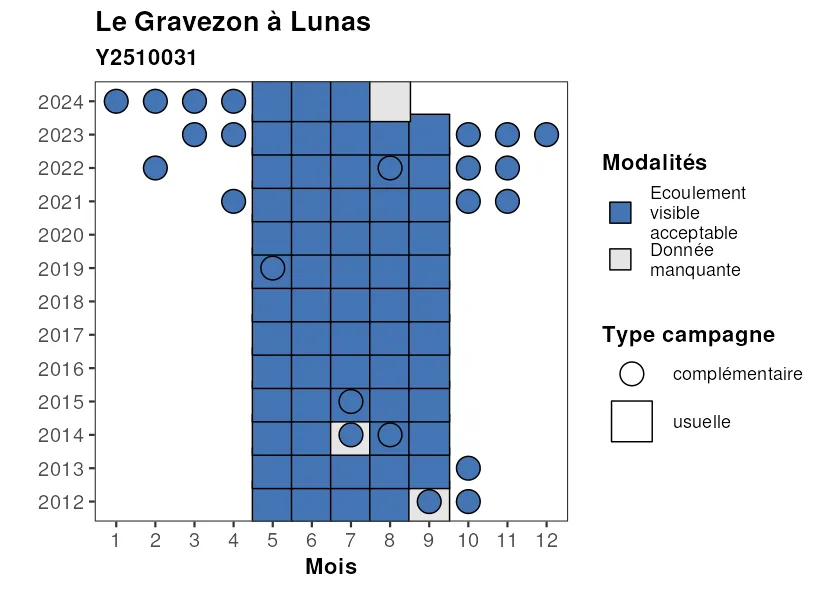 Le Gravezon à Lunas
Y2510031
2024
2023
2022
2021
2020
2019
2018
2017
2016
2015
2014
2013
2012
1 2 3 4 5 6 7 8 9 10 11 12
Mois
Modalités
Ecoulement
visible
acceptable
Donnée
manquante
Type campagne
complémentaire
usuelle